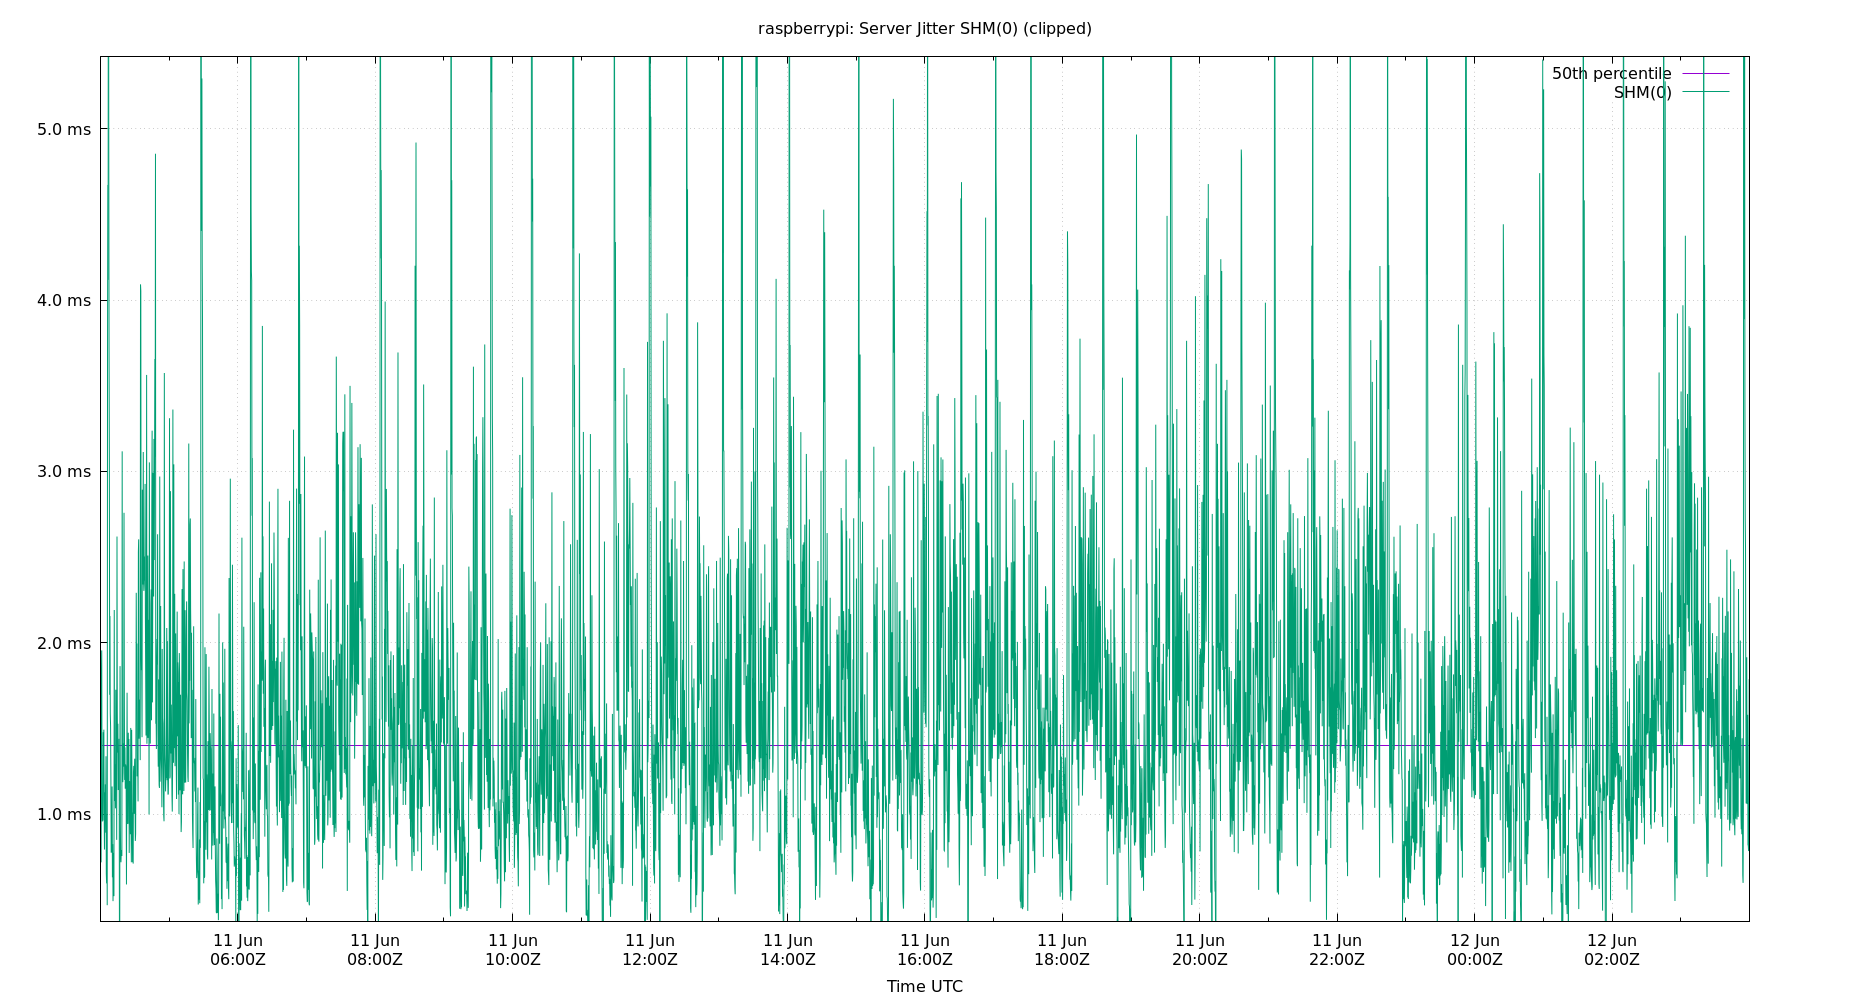 raspberrypi: Server Jitter SHM(0) (clipped)
50th percentile
SHM(0)
5.0 ms
4.0 ms
3.0 ms
2.0 ms
1.0 ms
11 Jun 11 Jun 11 Jun 11 Jun 11 Jun 11 Jun 11 Jun 11 Jun 11 Jun 12 Jun 12 Jun
06:00Z 08:00Z 10:00Z 12:00Z 14:00Z 16:00Z 18:00Z 20:00Z 22:00Z 00:00Z 02:00Z
Time UTC